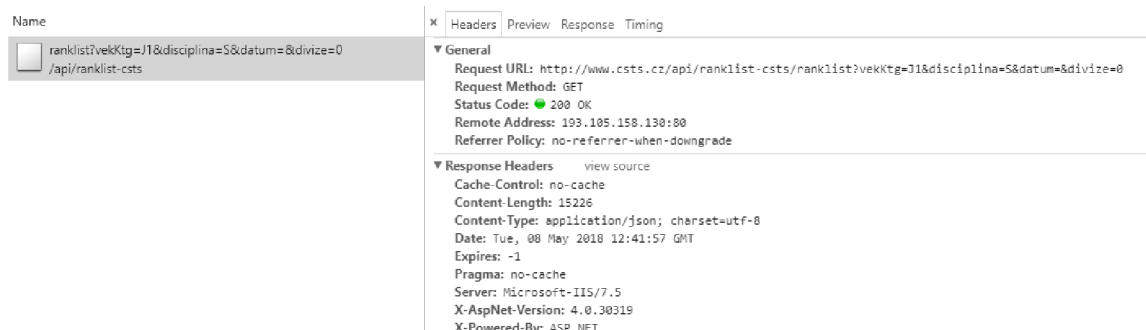 Name
ranklist?vekKtg=J1&disciplina=S&datum=&divize=0
/api/ranklist-csts
× Headers Preview Response Timing
▼ General
Request URL: http://www.csts.cz/api/ranklist-csts/ranklist?vekKtg=J1&disciplina=S&datum=&divize=0
Request Method: GET
Status Code: 200 OK
Remote Address: 193.105.158.130:80
Referrer Policy: no-referrer-when-downgrade
▼ Response Headers view source
Cache-Control: no-cache
Content-Length: 15226
Content-Type: application/json; charset=utf-8
Date: Tue, 08 May 2018 12:41:57 GMT
Expires: -1
Pragma: no-cache
Server: Microsoft-IIS/7.5
X-AspNet-Version: 4.0.30319
X-Powered-By: ASP.NET